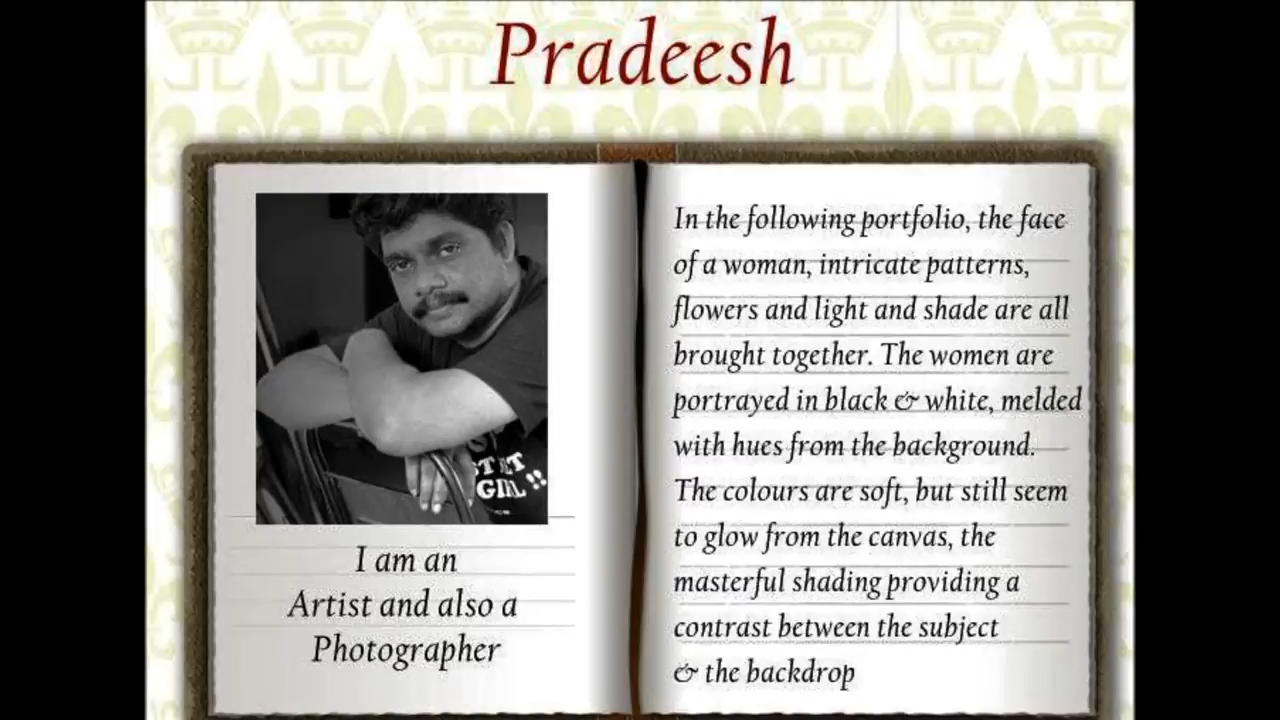 Pradeesh
I am an
Artist and also a
Photographer
In the following portfolio, the face
of a woman, intricate patterns,
flowers and light and shade are all
brought together. The women are
portrayed in black & white, melded
with hues from the background.
The colours are soft, but still seem
to glow from the canvas, the
masterful shading providing a
contrast between the subject
& the backdrop
GIRL !!